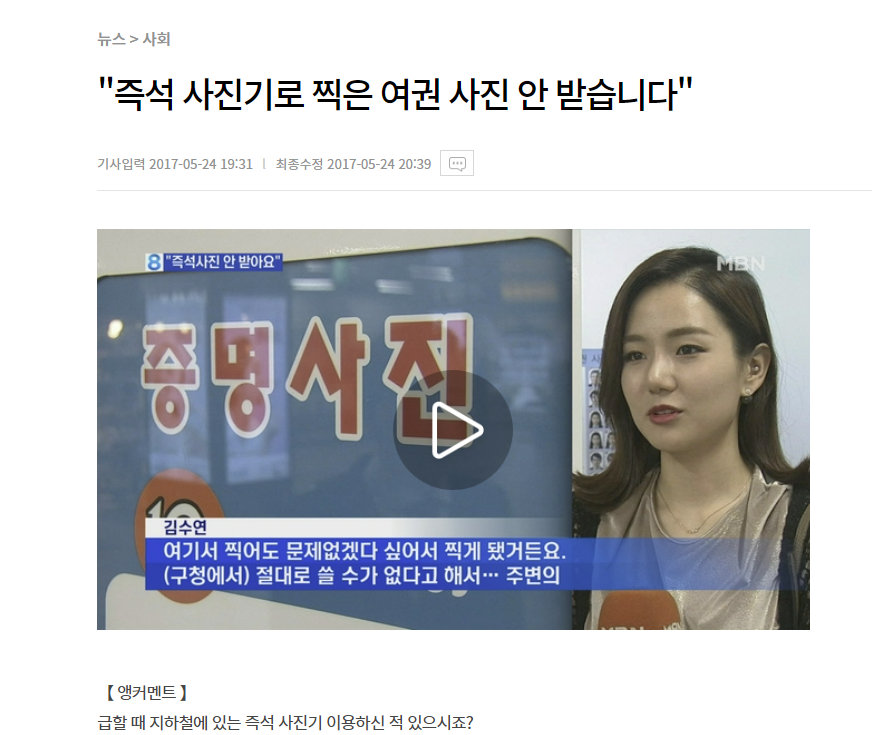 뉴스 > 사회
"즉석 사진기로 찍은 여권 사진 안 받습니다"
기사입력 2017-05-24 19:31 | 최종수정 2017-05-24 20:39
8 "즉석사진 안 받아요"
MBN
증명사진
김수연
여기서 찍어도 문제없겠다 싶어서 찍게 됐거든요.
(구청에서) 절대로 쓸 수가 없다고 해서… 주변의
【 앵커멘트 】
급할 때 지하철에 있는 즉석 사진기 이용하신 적 있으시죠?